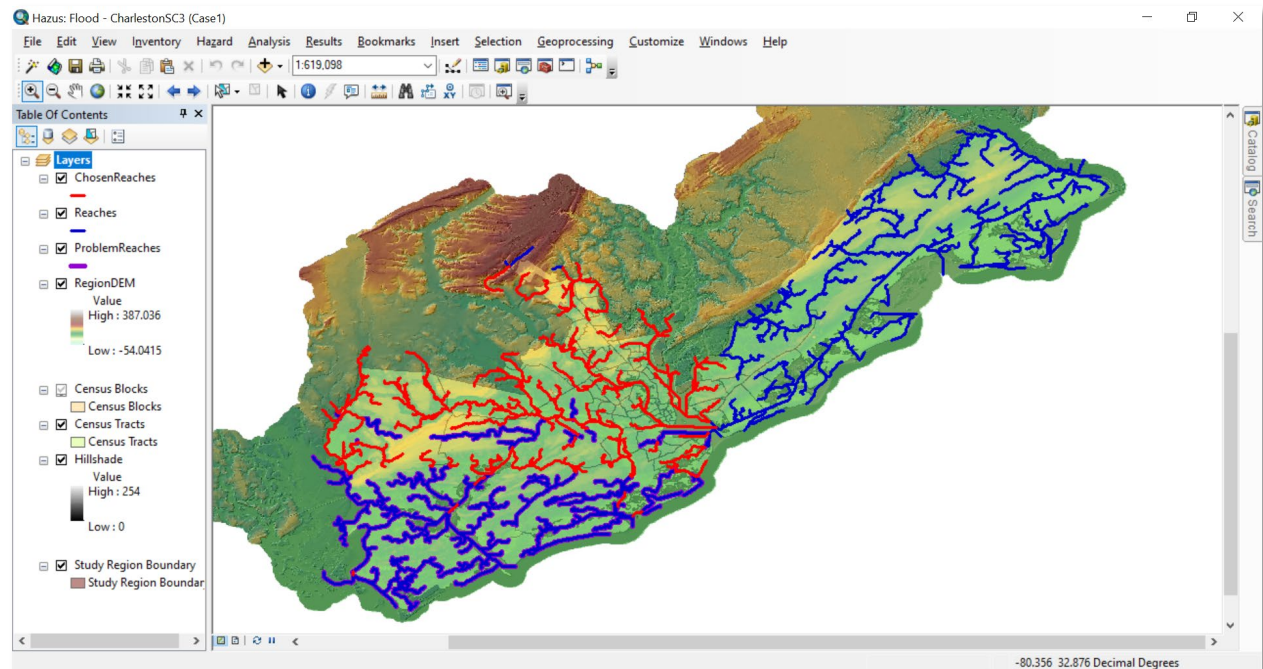 Hazus: Flood - CharlestonSC3 (Case1)
File Edit View Inventory Hazard Analysis Results Bookmarks Insert Selection Geoprocessing Customize Windows Help
1:619,098
Table Of Contents
Layers
ChosenReaches
Reaches
ProblemReaches
RegionDEM
Value
High : 387.036
Low : -54.0415
Census Blocks
Census Blocks
Census Tracts
Census Tracts
Hillshade
Value
High : 254
Low : 0
Study Region Boundary
Study Region Boundar
Catalog
Search
-80.356 32.876 Decimal Degrees